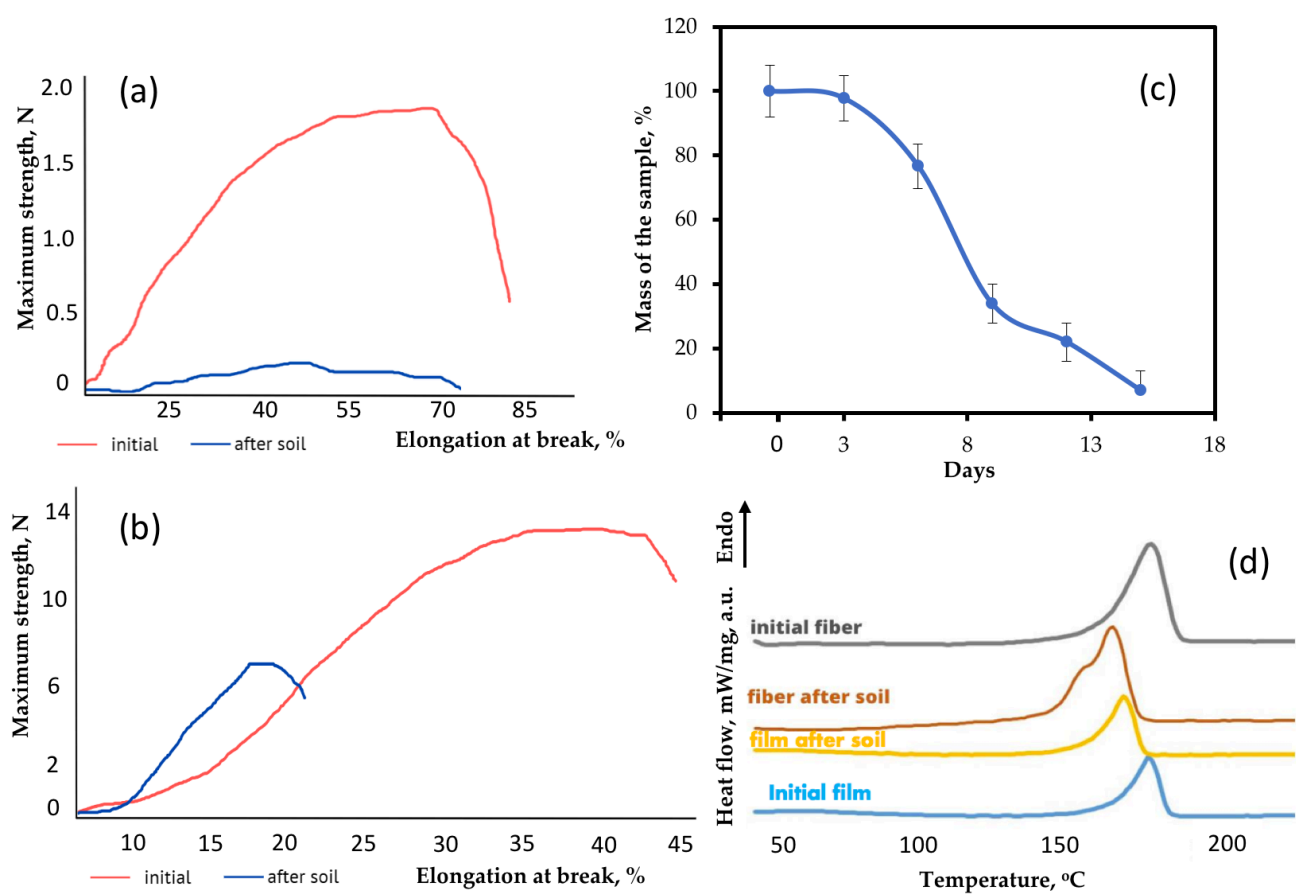 (a)
Maximum strength, N
2.0
1.5
1.0
0.5
0
25 40 55 70 85
initial after soil Elongation at break, %
(c)
Mass of the sample, %
120
100
80
60
40
20
0
0 3 8 13 18
Days
(b)
Maximum strength, N
14
10
6
2
0
10 15 20 25 30 35 40 45
initial after soil Elongation at break, %
(d)
Endo
Heat flow, mW/mg, a.u.
initial fiber
fiber after soil
film after soil
Initial film
50 100 150 200
Temperature, °C